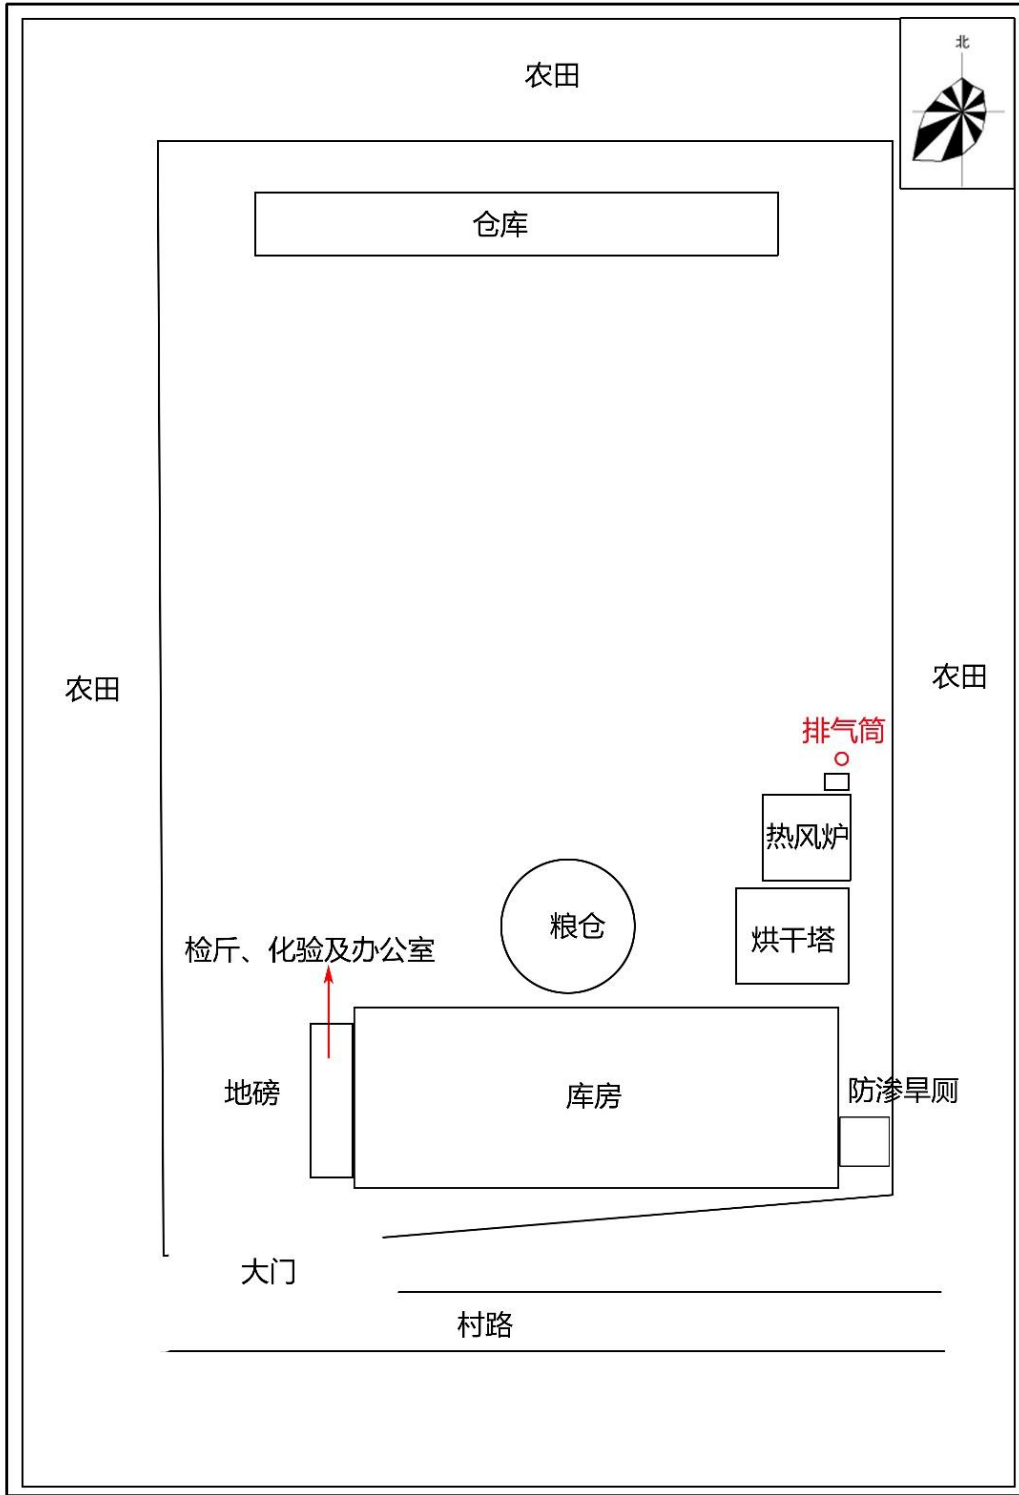 北
农田
仓库
农田
农田
排气筒
热风炉
粮仓
烘干塔
检斤、化验及办公室
地磅
库房
防渗旱厕
大门
村路